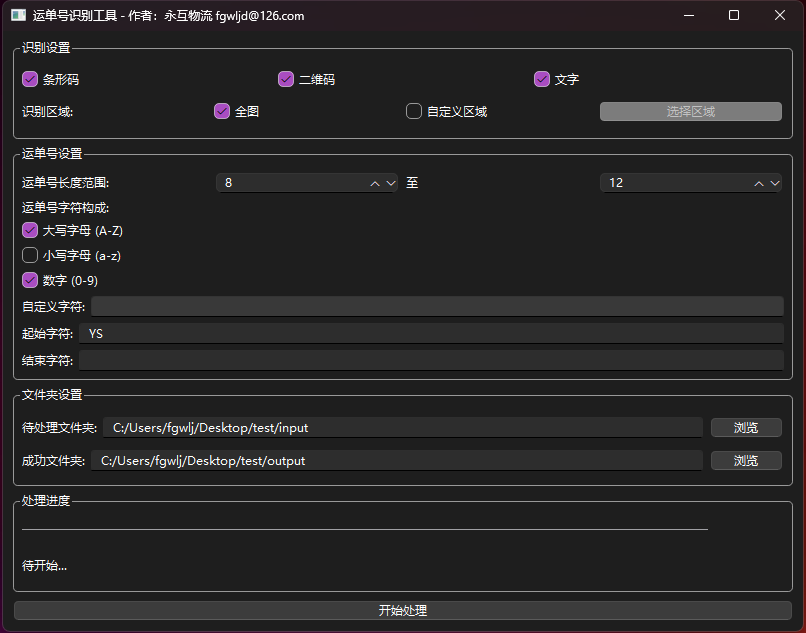 运单号识别工具 - 作者：永互物流 fgwljd@126.com
识别设置
条形码 二维码 文字
识别区域: 全图 自定义区域 选择区域
运单号设置
运单号长度范围: 8 至 12
运单号字符构成:
大写字母 (A-Z)
小写字母 (a-z)
数字 (0-9)
自定义字符:
起始字符: YS
结束字符:
文件夹设置
待处理文件夹: C:/Users/fgwlj/Desktop/test/input 浏览
成功文件夹: C:/Users/fgwlj/Desktop/test/output 浏览
处理进度
待开始...
开始处理